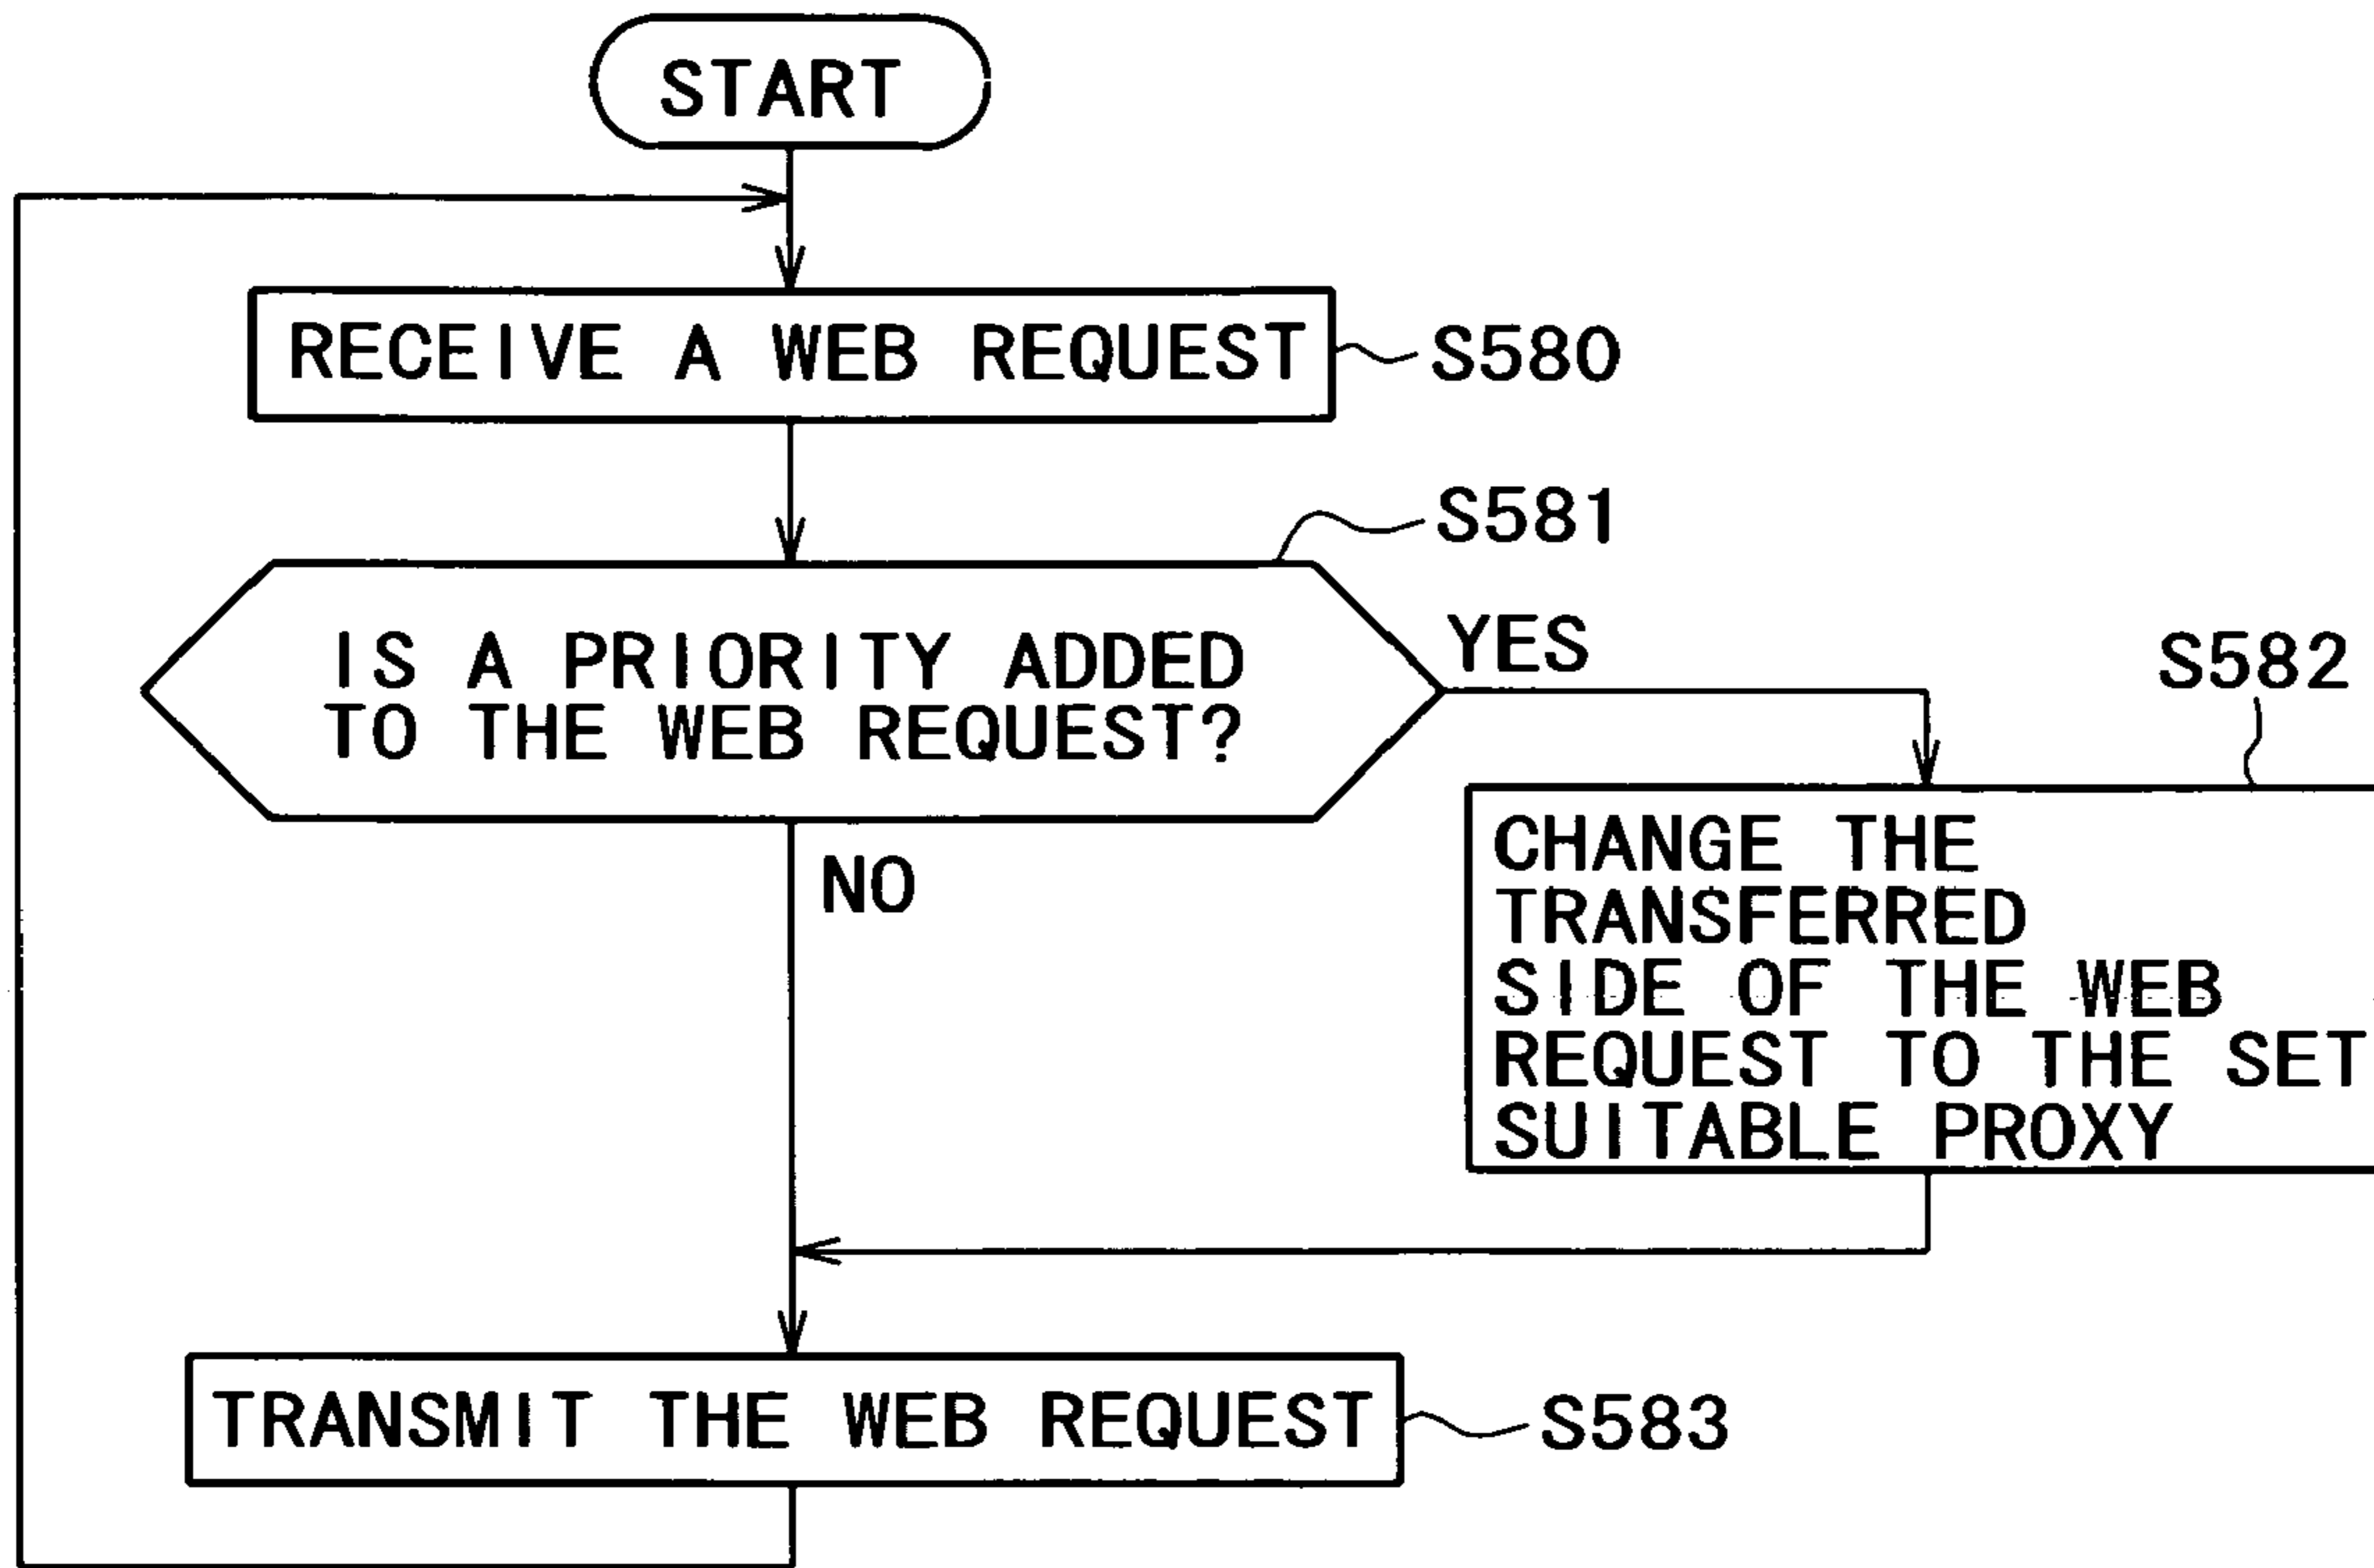 START
RECEIVE A WEB REQUEST
S580
S581
IS A PRIORITY ADDED
TO THE WEB REQUEST?
YES
NO
S582
CHANGE THE
TRANSFERRED
SIDE OF THE WEB
REQUEST TO THE SET
SUITABLE PROXY
TRANSMIT THE WEB REQUEST
S583